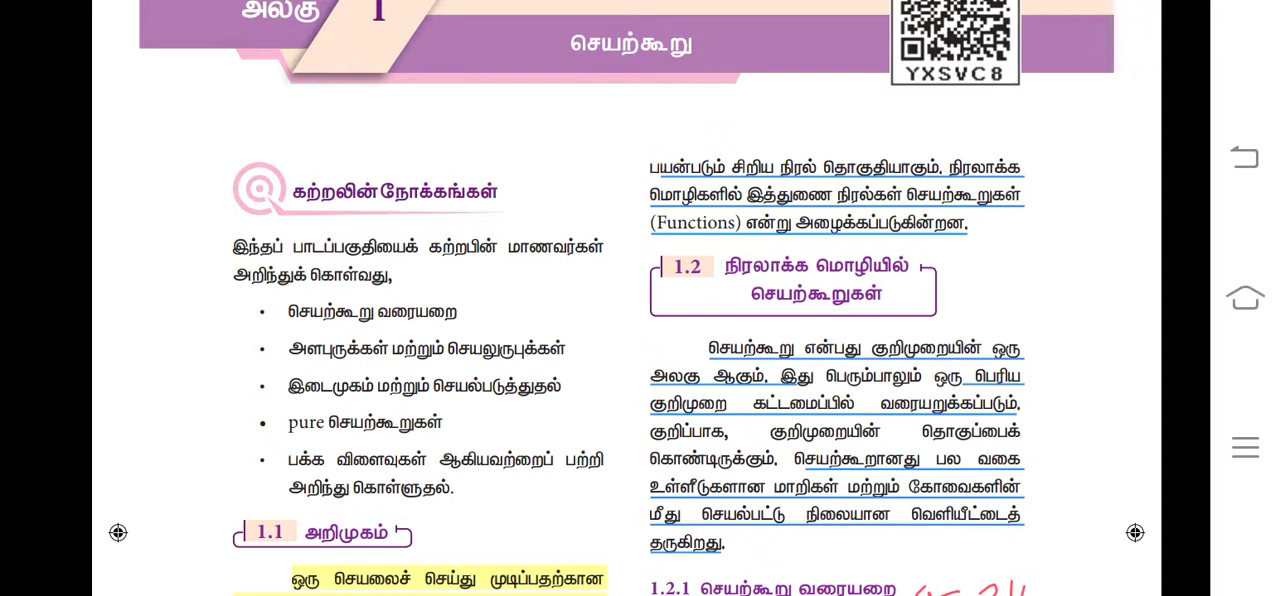 அலகு 1
செயற்கூறு
YXSVC8
கற்றலின் நோக்கங்கள்
இந்தப் பாடப்பகுதியைக் கற்றபின் மாணவர்கள்
அறிந்துக் கொள்வது,
• செயற்கூறு வரையறை
• அளபுருக்கள் மற்றும் செயலுருபுக்கள்
• இடைமுகம் மற்றும் செயல்படுத்துதல்
• pure செயற்கூறுகள்
• பக்க விளைவுகள் ஆகியவற்றைப் பற்றி
அறிந்து கொள்ளுதல்.
1.1 அறிமுகம்
ஒரு செயலைச் செய்து முடிப்பதற்கான
பயன்படும் சிறிய நிரல் தொகுதியாகும். நிரலாக்க
மொழிகளில் இத்துணை நிரல்கள் செயற்கூறுகள்
(Functions) என்று அழைக்கப்படுகின்றன.
1.2 நிரலாக்க மொழியில்
செயற்கூறுகள்
செயற்கூறு என்பது குறிமுறையின் ஒரு
அலகு ஆகும். இது பெரும்பாலும் ஒரு பெரிய
குறிமுறை கட்டமைப்பில் வரையறுக்கப்படும்.
குறிப்பாக, குறிமுறையின் தொகுப்பைக்
கொண்டிருக்கும். செயற்கூறானது பல வகை
உள்ளீடுகளான மாறிகள் மற்றும் கோவைகளின்
மீது செயல்பட்டு நிலையான வெளியீட்டைத்
தருகிறது.
1.2.1 செயற்கூறு வரையறை